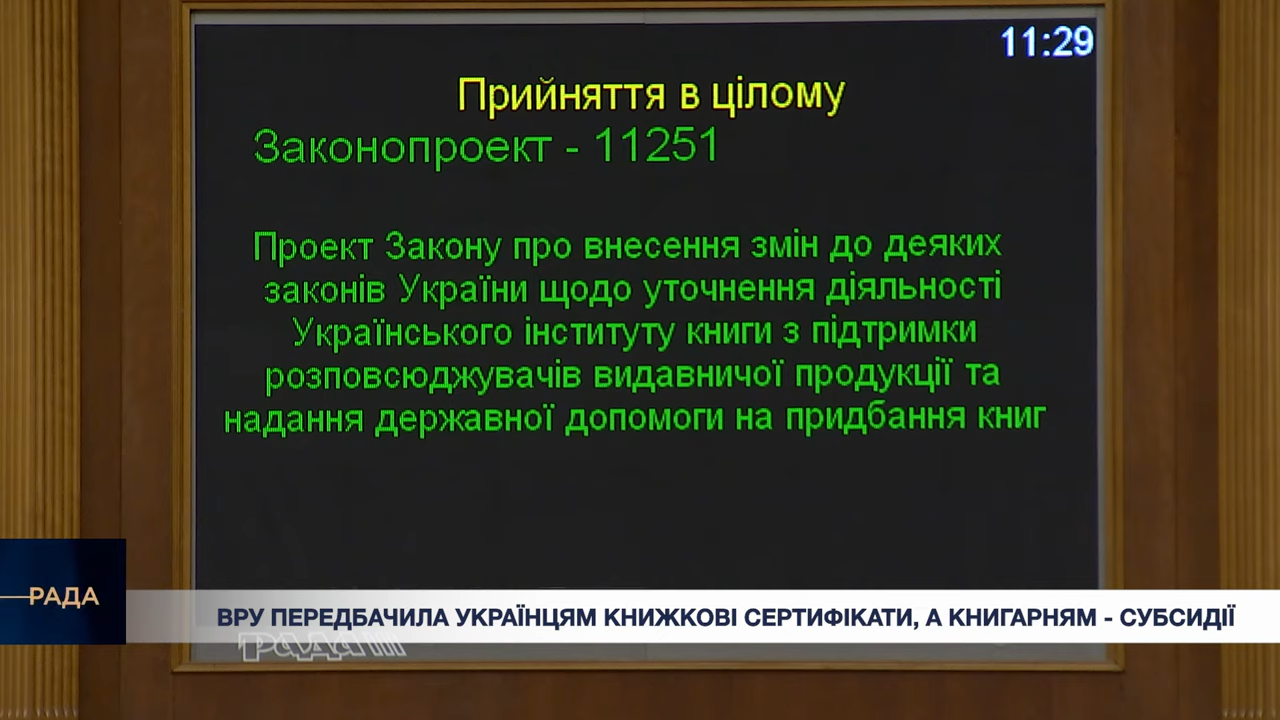 11:29
Прийняття в цілому
Законопроект - 11251
Проект Закону про внесення змін до деяких
законів України щодо уточнення діяльності
Українського інституту книги з підтримки
розповсюджувачів видавничої продукції та
надання державної допомоги на придбання книг
РАДА
ВРУ ПЕРЕДБАЧИЛА УКРАЇНЦЯМ КНИЖКОВІ СЕРТИФІКАТИ, А КНИГАРНЯМ - СУБСИДІЇ
РАДА